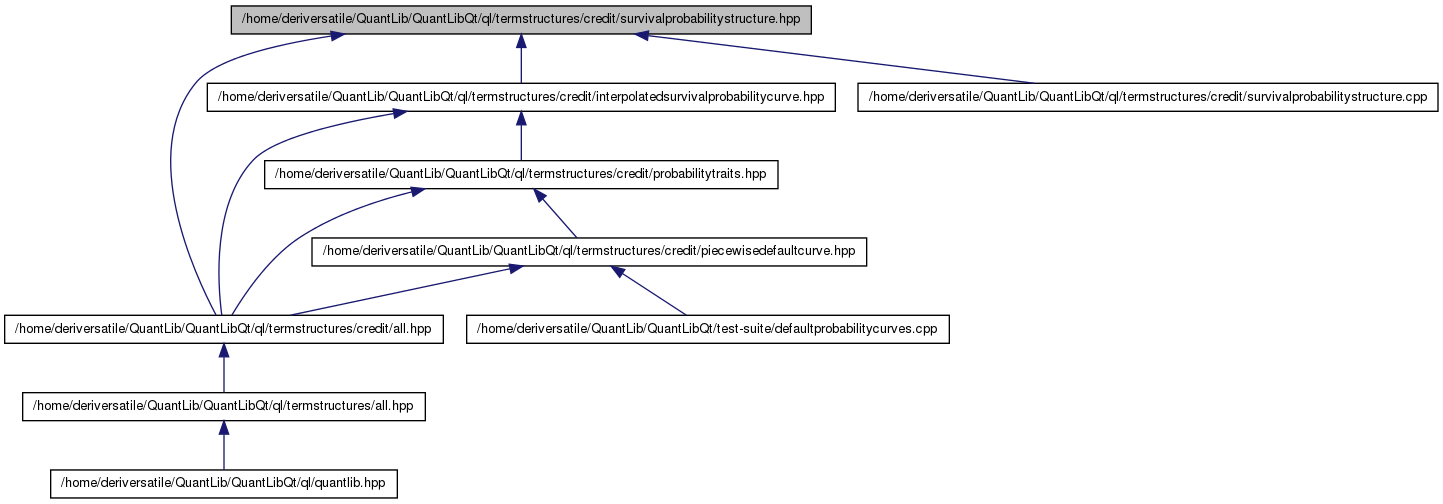 /home/deriversatile/QuantLib/QuantLibQt/ql/termstructures/credit/survivalprobabilitystructure.hpp
/home/deriversatile/QuantLib/QuantLibQt/ql/termstructures/credit/interpolatedsurvivalprobabilitycurve.hpp
/home/deriversatile/QuantLib/QuantLibQt/ql/termstructures/credit/survivalprobabilitystructure.cpp
/home/deriversatile/QuantLib/QuantLibQt/ql/termstructures/credit/probabilitytraits.hpp
/home/deriversatile/QuantLib/QuantLibQt/ql/termstructures/credit/piecewisedefaultcurve.hpp
/home/deriversatile/QuantLib/QuantLibQt/ql/termstructures/credit/all.hpp
/home/deriversatile/QuantLib/QuantLibQt/test-suite/defaultprobabilitycurves.cpp
/home/deriversatile/QuantLib/QuantLibQt/ql/termstructures/all.hpp
/home/deriversatile/QuantLib/QuantLibQt/ql/quantlib.hpp